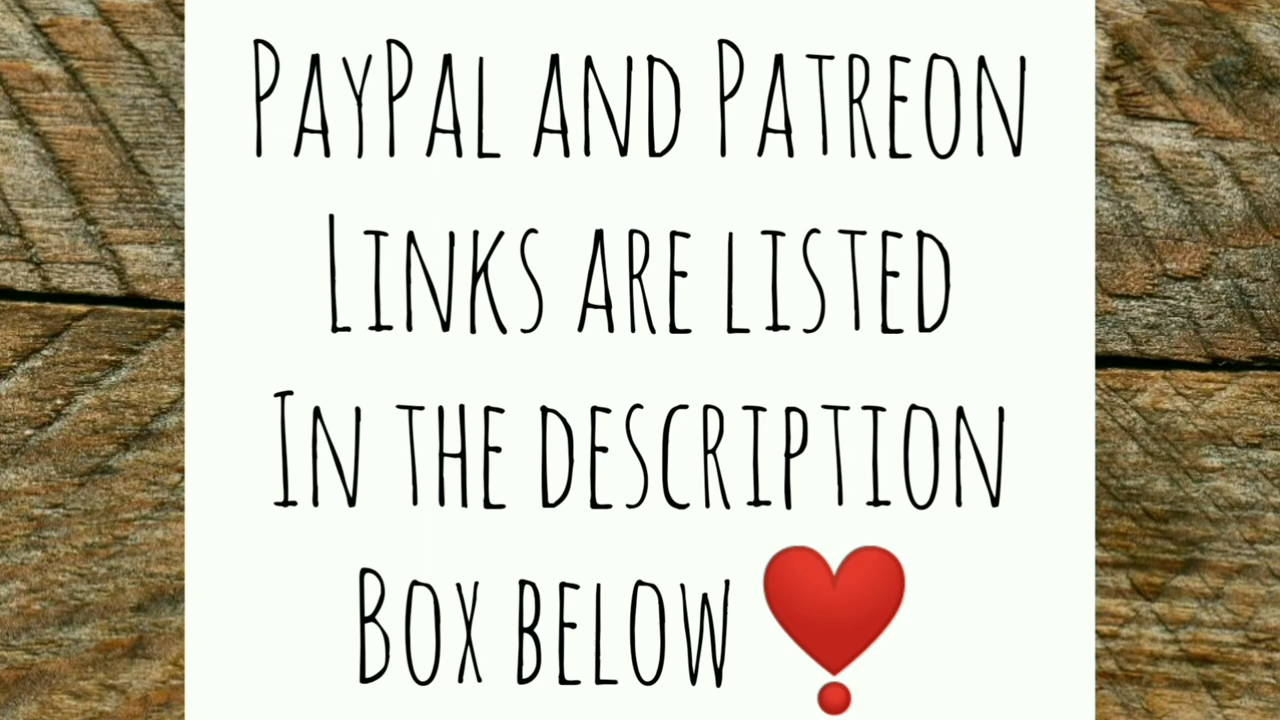 PayPal and Patreon
Links are listed
In the description
Box below ❣️